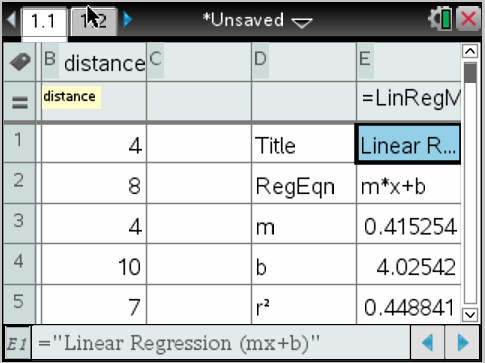 1.1 1.2 *Unsaved
B distance C D E
= distance =LinRegM
1 4 Title Linear R...
2 8 RegEqn m*x+b
3 4 m 0.415254
4 10 b 4.02542
5 7 r² 0.448841
E1 ="Linear Regression (mx+b)"